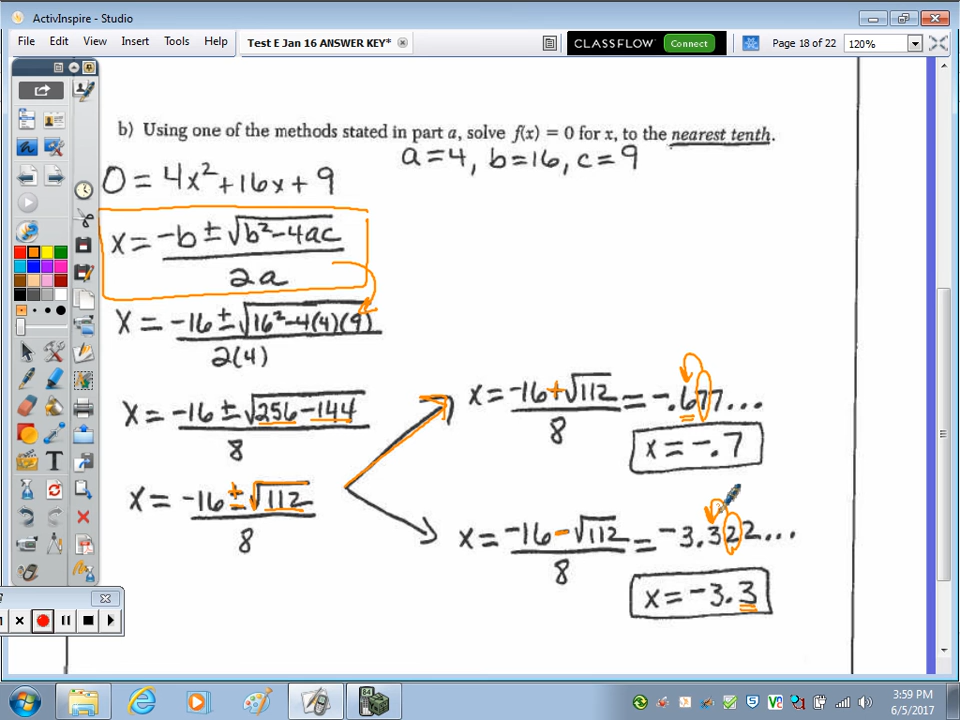 ActivInspire - Studio
File Edit View Insert Tools Help
Test E Jan 16 ANSWER KEY*
CLASSFLOW Connect
Page 18 of 22
120%
b) Using one of the methods stated in part a, solve f(x) = 0 for x, to the nearest tenth.
a=4, b=16, c=9
0 = 4x²+16x+9
x = -b ± √b²-4ac
2a
x = -16 ± √16²-4(4)(9)
2(4)
x = -16 ± √256-144
8
x = -16 ± √112
8
x = -16+√112 = -.677...
8
x = -.7
x = -16-√112 = -3.322...
8
x = -3.3
3:59 PM
6/5/2017